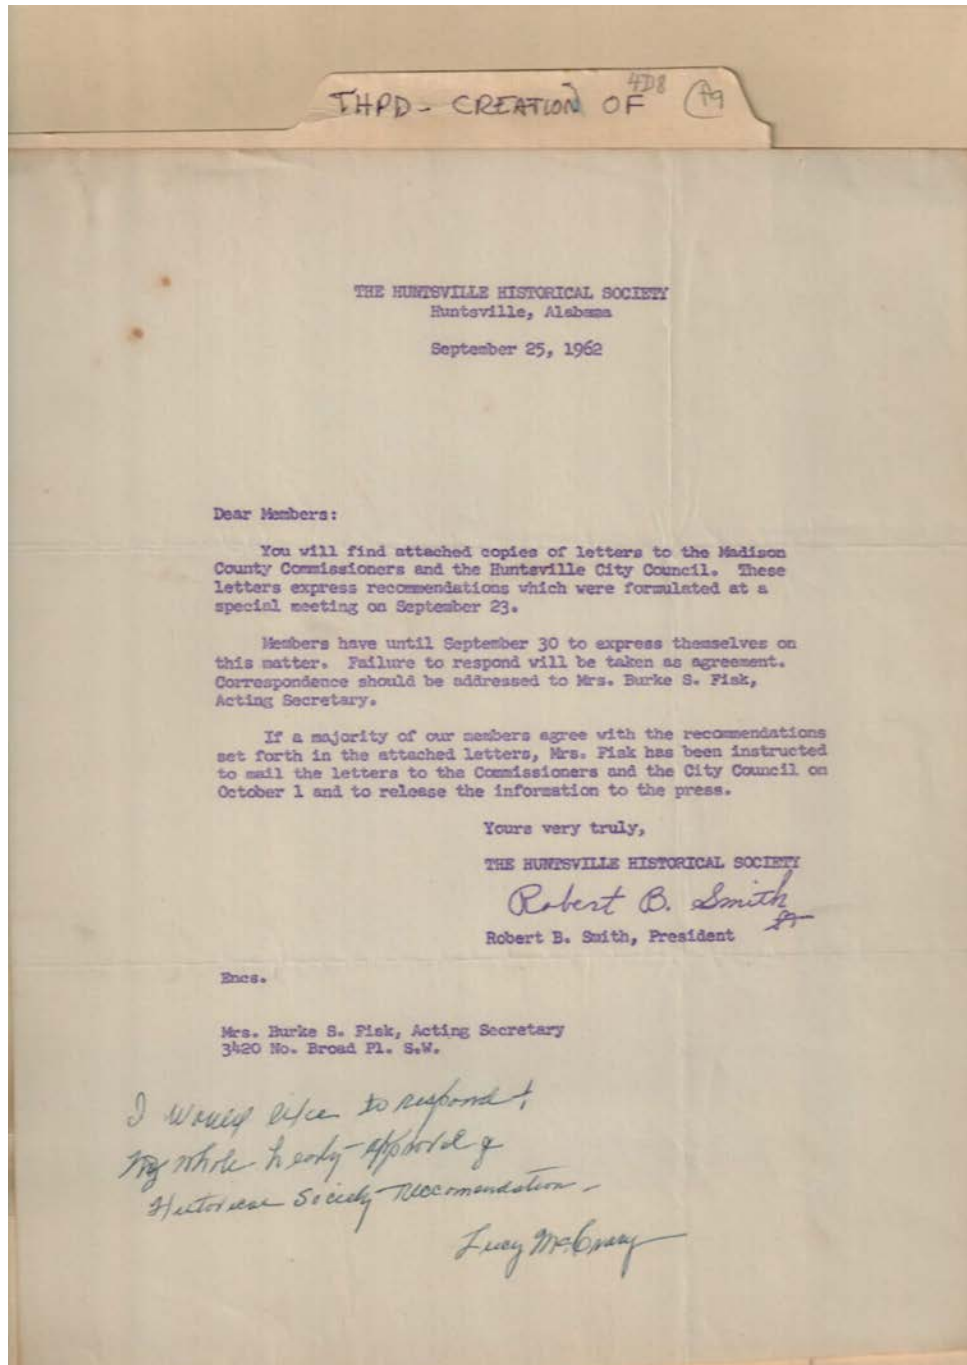 4D8
THPD - CREATION OF
THE HUNTSVILLE HISTORICAL SOCIETY
Huntsville, Alabama
September 25, 1962
Dear Members:
You will find attached copies of letters to the Madison
County Commissioners and the Huntsville City Council. These
letters express recommendations which were formulated at a
special meeting on September 23.
Members have until September 30 to express themselves on
this matter. Failure to respond will be taken as agreement.
Correspondence should be addressed to Mrs. Burke S. Fisk,
Acting Secretary.
If a majority of our members agree with the recommendations
set forth in the attached letters, Mrs. Fisk has been instructed
to mail the letters to the Commissioners and the City Council on
October 1 and to release the information to the press.
Yours very truly,
THE HUNTSVILLE HISTORICAL SOCIETY
Robert B. Smith
Robert B. Smith, President
Encs.
Mrs. Burke S. Fisk, Acting Secretary
3420 No. Broad Pl. S.W.
I would like to respond
my whole heartly approval of
Historical Society reccomendation -
Lucy McCrary